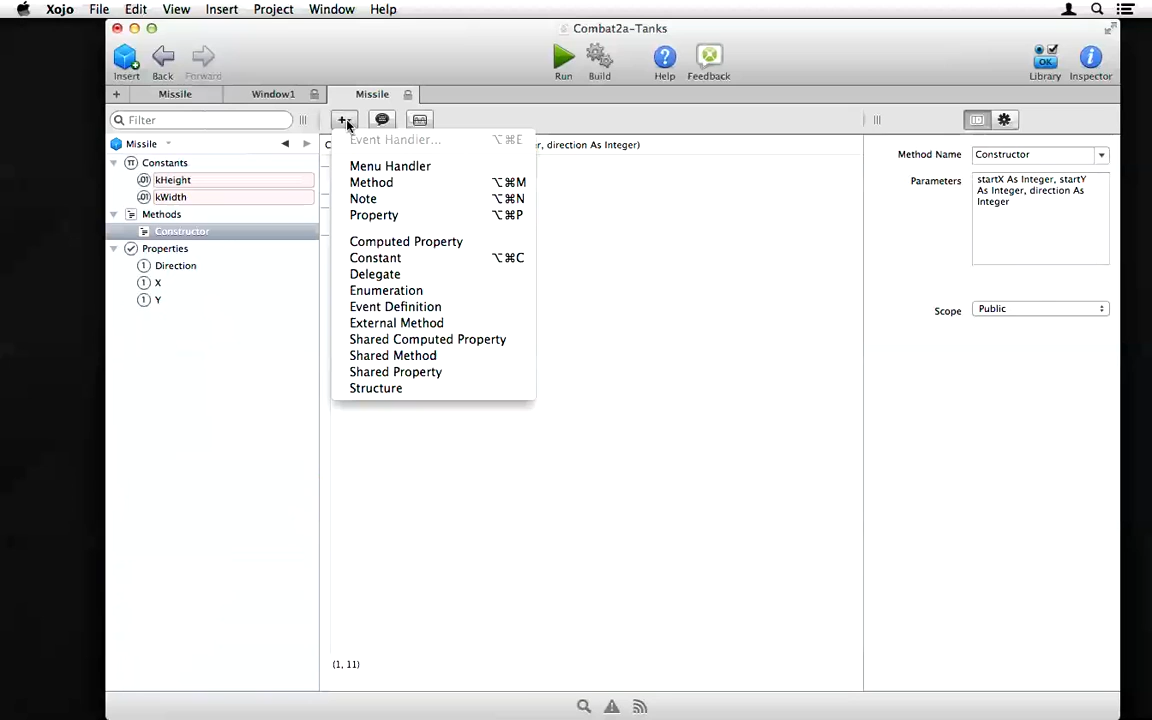 Xojo File Edit View Insert Project Window Help
Combat2a-Tanks
Insert Back Forward Run Build Help Feedback Library Inspector
+ Missile Window1 Missile
Filter
Missile
Constants
kHeight
kWidth
Methods
Constructor
Properties
Direction
X
Y
Event Handler... ⌥⌘E
Menu Handler
Method ⌥⌘M
Note ⌥⌘N
Property ⌥⌘P
Computed Property
Constant ⌥⌘C
Delegate
Enumeration
Event Definition
External Method
Shared Computed Property
Shared Method
Shared Property
Structure
r, direction As Integer)
(1, 11)
Method Name Constructor
Parameters startX As Integer, startY
As Integer, direction As
Integer
Scope Public